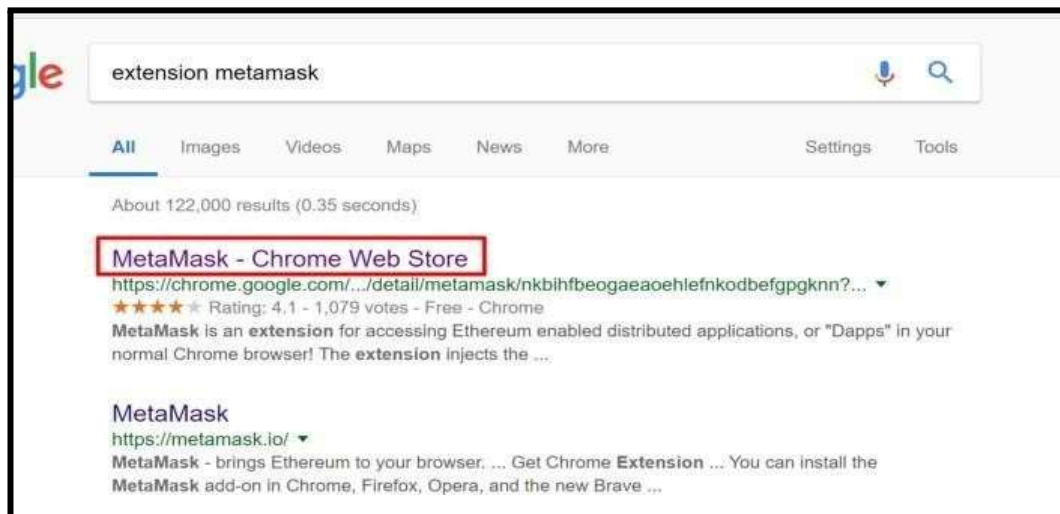 gle
extension metamask
All Images Videos Maps News More Settings Tools
About 122,000 results (0.35 seconds)
MetaMask - Chrome Web Store
https://chrome.google.com/.../detail/metamask/nkbihfbeogaeaoehlefnkodbefgpgknn?...
Rating: 4.1 - 1,079 votes - Free - Chrome
MetaMask is an extension for accessing Ethereum enabled distributed applications, or "Dapps" in your
normal Chrome browser! The extension injects the ...
MetaMask
https://metamask.io/
MetaMask - brings Ethereum to your browser. ... Get Chrome Extension ... You can install the
MetaMask add-on in Chrome, Firefox, Opera, and the new Brave ...